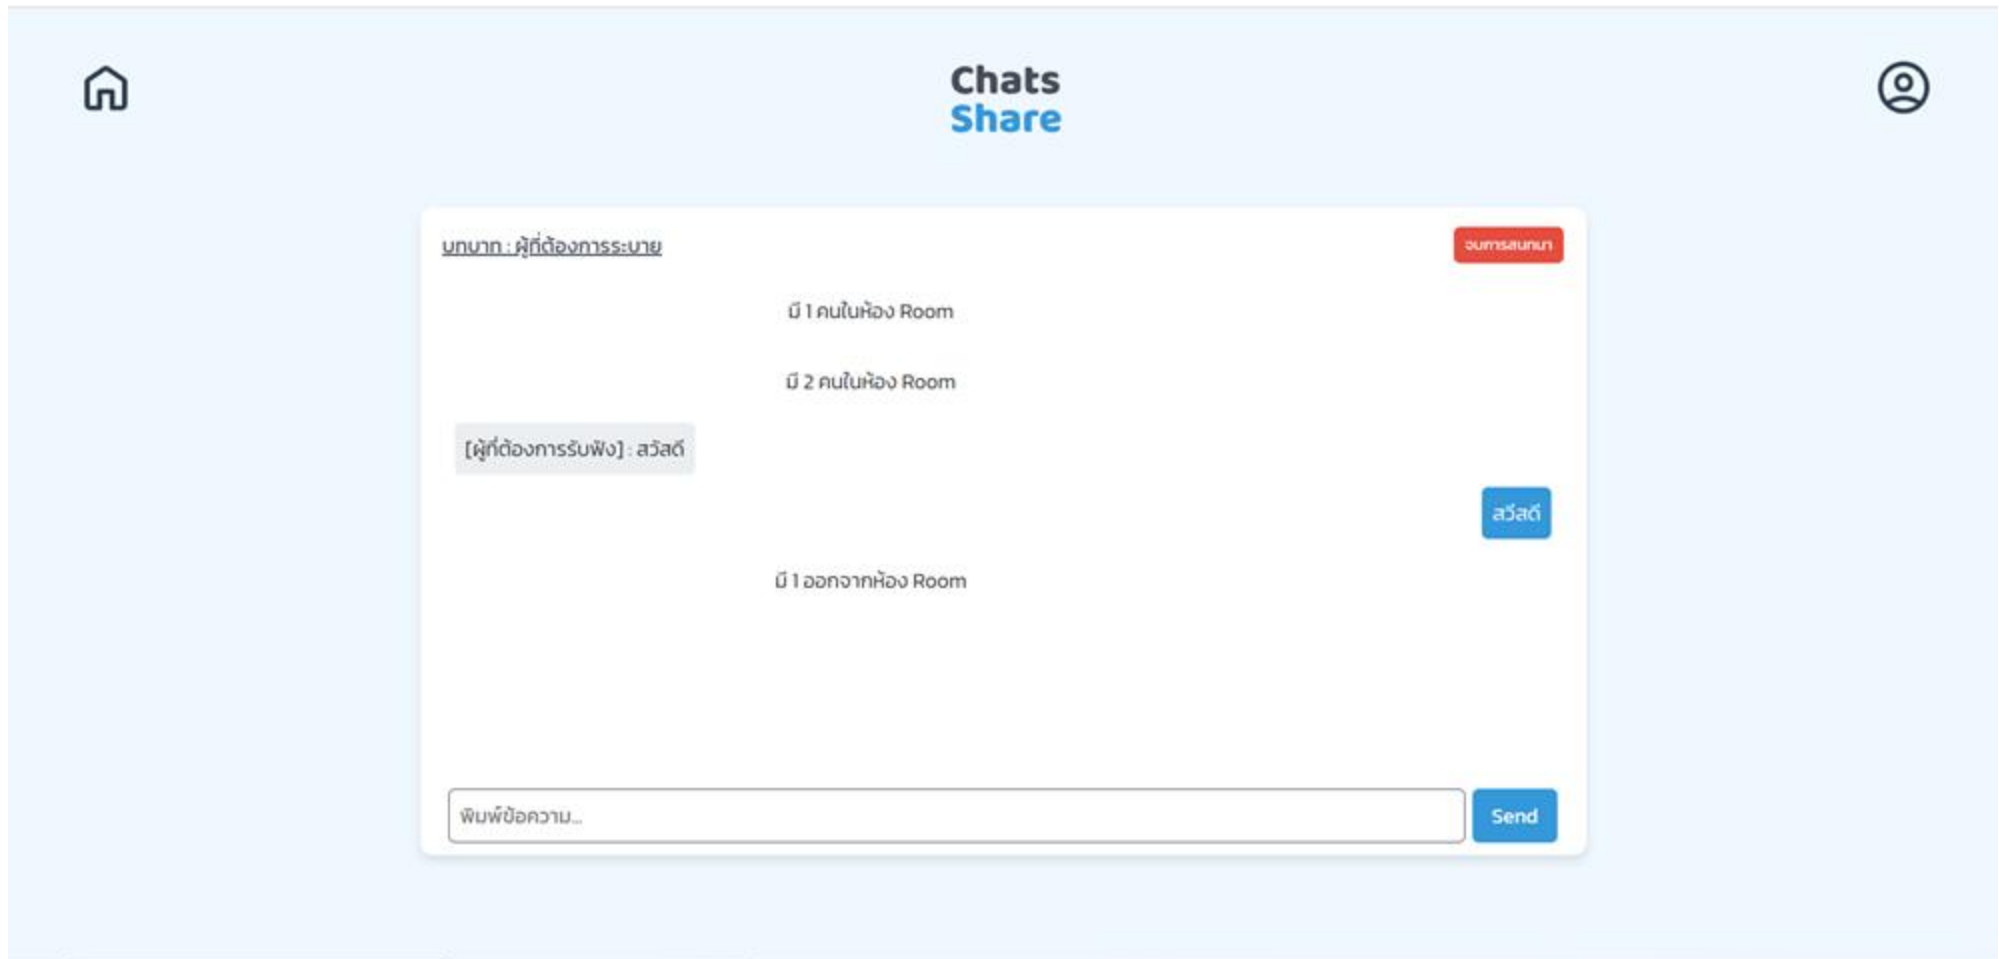 Chats
Share
บทบาท : ผู้ที่ต้องการระบาย
จบการสนทนา
มี 1 คนในห้อง Room
มี 2 คนในห้อง Room
[ผู้ที่ต้องการรับฟัง] : สวัสดี
สวัสดี
มี 1 ออกจากห้อง Room
พิมพ์ข้อความ...
Send